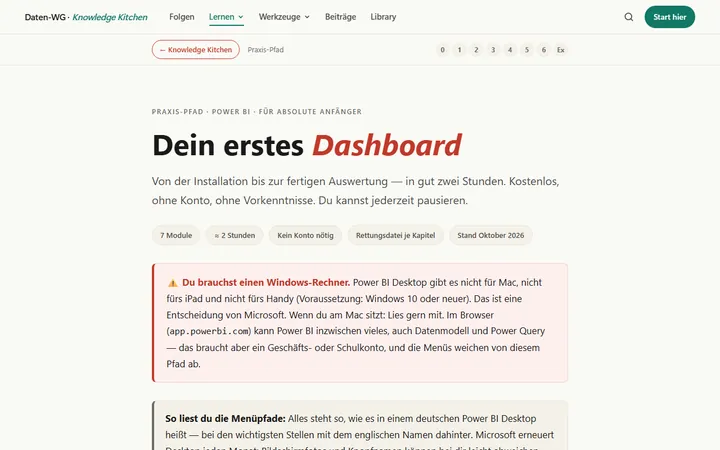 Daten-WG · Knowledge Kitchen Folgen Lernen Werkzeuge Beiträge Library Start hier
← Knowledge Kitchen Praxis-Pfad 0 1 2 3 4 5 6 Ex
PRAXIS-PFAD · POWER BI · FÜR ABSOLUTE ANFÄNGER
Dein erstes Dashboard
Von der Installation bis zur fertigen Auswertung — in gut zwei Stunden. Kostenlos,
ohne Konto, ohne Vorkenntnisse. Du kannst jederzeit pausieren.
7 Module ≈ 2 Stunden Kein Konto nötig Rettungsdatei je Kapitel Stand Oktober 2026
⚠️ Du brauchst einen Windows-Rechner. Power BI Desktop gibt es nicht für Mac, nicht
fürs iPad und nicht fürs Handy (Voraussetzung: Windows 10 oder neuer). Das ist eine
Entscheidung von Microsoft. Wenn du am Mac sitzt: Lies gern mit. Im Browser
(app.powerbi.com) kann Power BI inzwischen vieles, auch Datenmodell und Power Query
— das braucht aber ein Geschäfts- oder Schulkonto, und die Menüs weichen von diesem
Pfad ab.
So liest du die Menüpfade: Alles steht so, wie es in einem deutschen Power BI Desktop
heißt — bei den wichtigsten Stellen mit dem englischen Namen dahinter. Microsoft erneuert